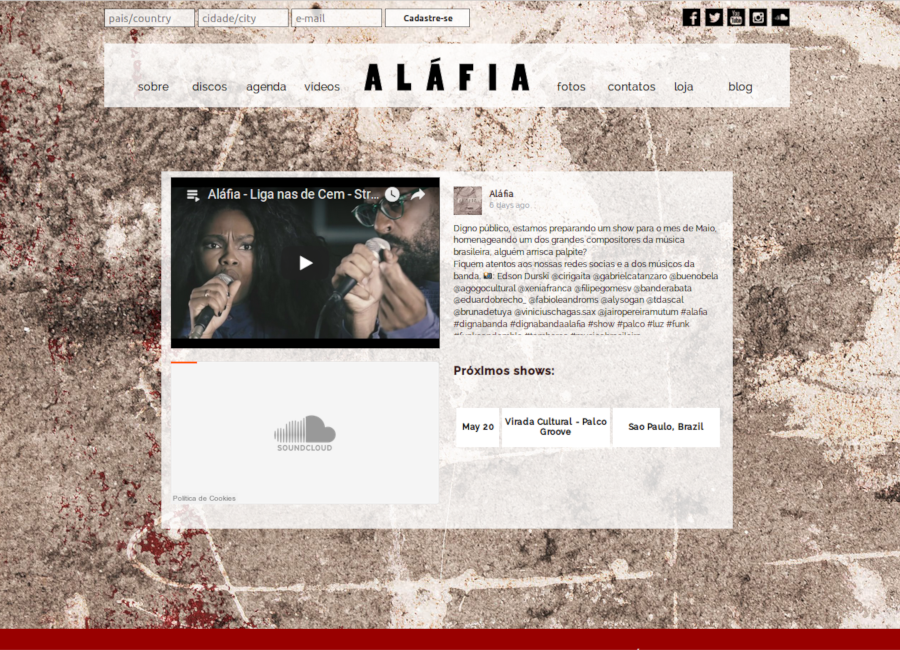 país/country cidade/city e-mail Cadastre-se
You Tube
sobre discos agenda vídeos ALÁFIA fotos contatos loja blog
Aláfia - Liga nas de Cem - Str...
Aláfia
6 days ago
Digno público, estamos preparando um show para o mes de Maio,
homenageando um dos grandes compositores da música
brasileira, alguém arrisca palpite?
Fiquem atentos aos nossas redes socias e a dos músicos da
banda. : Edson Durski @cirigaita @gabrielcatanzaro @buenobela
@agogocultural @xeniafranca @filipegomesv @banderabata
@eduardobrecho_ @fabioleandroms @alysogan @tdascal
@brunadetuya @viniciuschagas.sax @jairopereiramutum #alafia
#dignabanda #dignabandaalafia #show #palco #luz #funk
SOUNDCLOUD
Política de Cookies
PróxImos shows:
May 20 Virada Cultural - Palco Groove Sao Paulo, Brazil